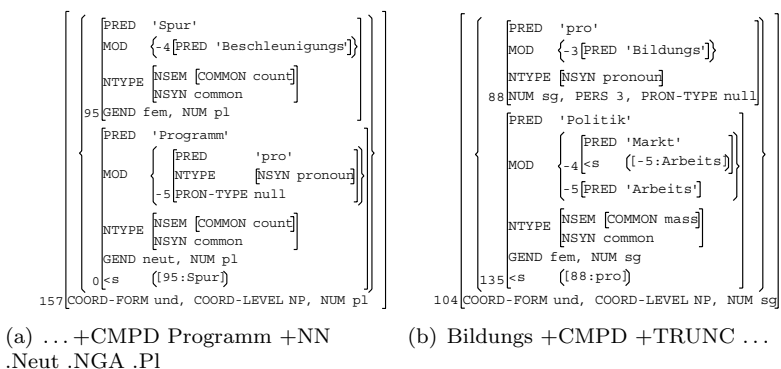 PRED 'Spur'
MOD {-4[PRED 'Beschleunigungs']}
NTYPE [NSEM [COMMON count]
NSYN common]
95 GEND fem, NUM pl
PRED 'Programm'
PRED 'pro'
MOD NTYPE [NSYN pronoun]
-5 PRON-TYPE null
NTYPE [NSEM [COMMON count]
NSYN common]
GEND neut, NUM pl
0 <s ([95:Spur])
157 COORD-FORM und, COORD-LEVEL NP, NUM pl
(a) ...+CMPD Programm +NN
.Neut .NGA .Pl
PRED 'pro'
MOD {-3[PRED 'Bildungs']}
NTYPE [NSYN pronoun]
88 NUM sg, PERS 3, PRON-TYPE null
PRED 'Politik'
PRED 'Markt'
MOD -4 <s ([-5:Arbeits])
-5[PRED 'Arbeits']
NTYPE [NSEM [COMMON mass]
NSYN common]
GEND fem, NUM sg
135 <s ([88:pro])
104 COORD-FORM und, COORD-LEVEL NP, NUM sg
(b) Bildungs +CMPD +TRUNC ...